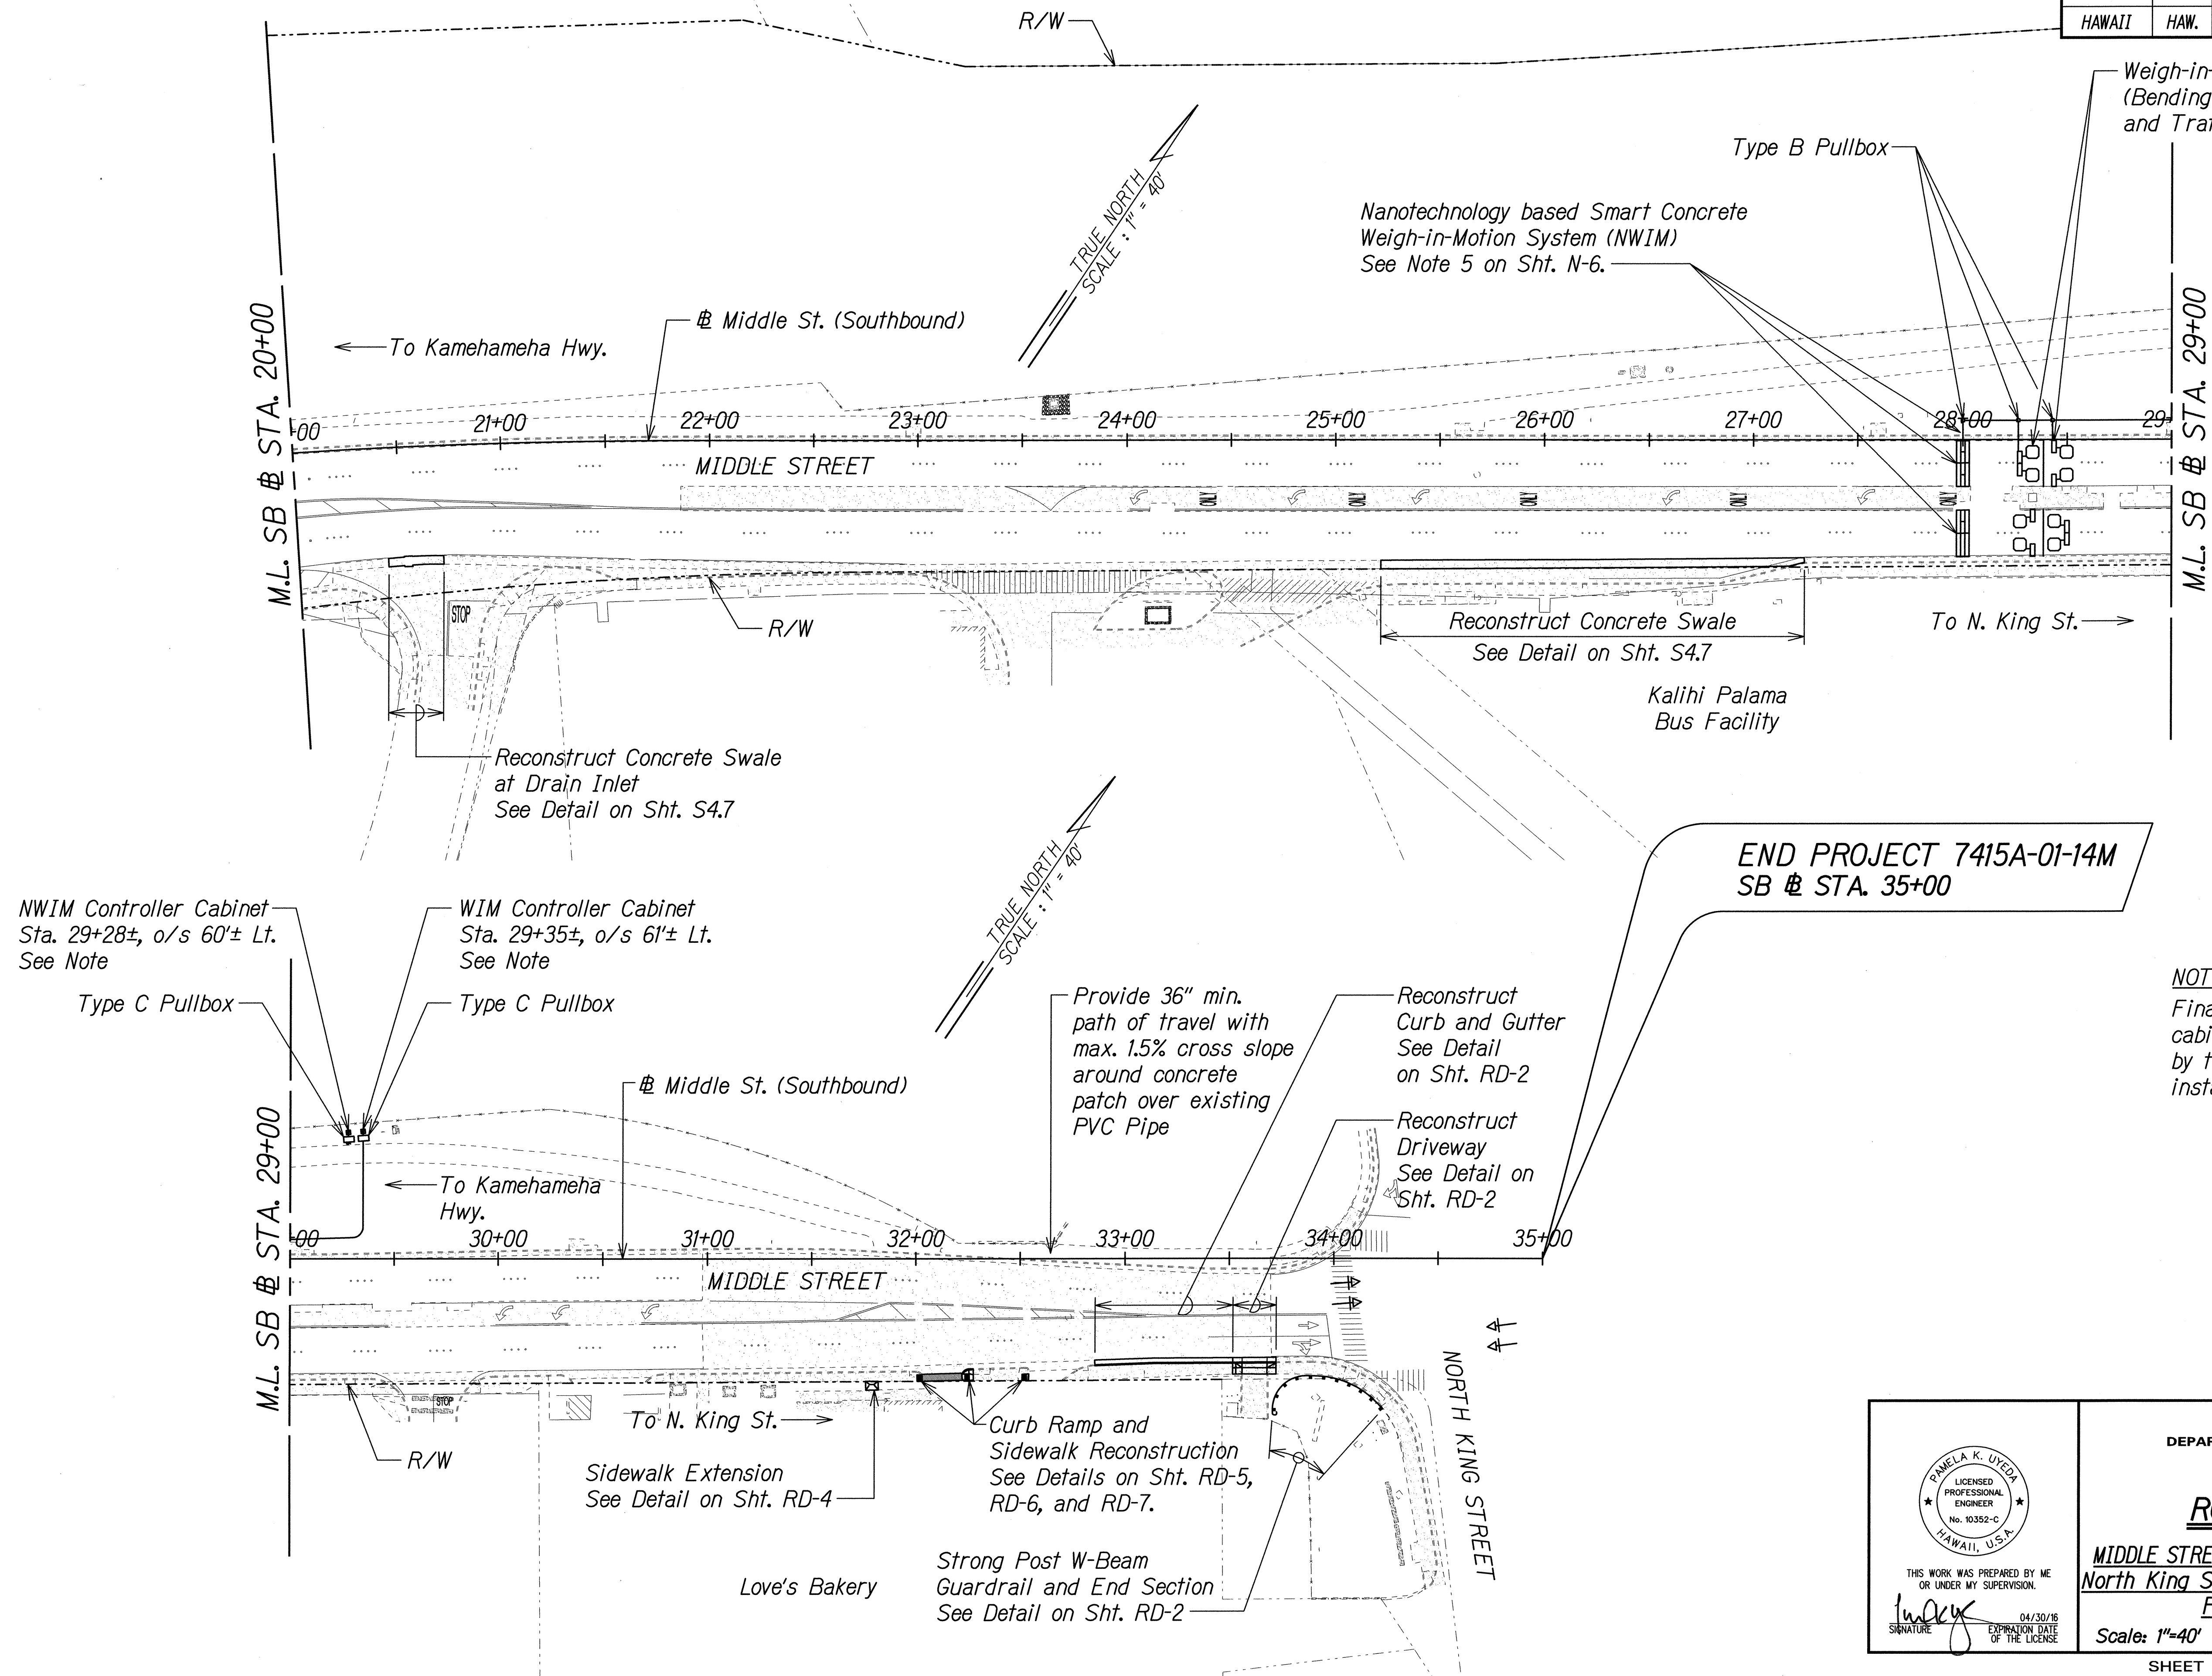 HAWAII HAW.
R/W
Weigh-in-
(Bending
and Traf
Type B Pullbox
TRUE NORTH
SCALE : 1" = 40'
Nanotechnology based Smart Concrete
Weigh-in-Motion System (NWIM)
See Note 5 on Sht. N-6.
℄ Middle St. (Southbound)
To Kamehameha Hwy.
M.L. SB ℄ STA. 20+00
M.L. SB ℄ STA. 29+00
00 21+00 22+00 23+00 24+00 25+00 26+00 27+00 28+00 29
MIDDLE STREET
ONLY ONLY ONLY ONLY ONLY
STOP
R/W
Reconstruct Concrete Swale
See Detail on Sht. S4.7
To N. King St.
Kalihi Palama
Bus Facility
Reconstruct Concrete Swale
at Drain Inlet
See Detail on Sht. S4.7
TRUE NORTH
SCALE : 1" = 40'
END PROJECT 7415A-01-14M
SB ℄ STA. 35+00
NWIM Controller Cabinet
Sta. 29+28±, o/s 60'± Lt.
See Note
WIM Controller Cabinet
Sta. 29+35±, o/s 61'± Lt.
See Note
Type C Pullbox
Type C Pullbox
Provide 36" min.
path of travel with
max. 1.5% cross slope
around concrete
patch over existing
PVC Pipe
Reconstruct
Curb and Gutter
See Detail
on Sht. RD-2
Reconstruct
Driveway
See Detail on
Sht. RD-2
NOT
Fina
cabi
by t
inst
℄ Middle St. (Southbound)
To Kamehameha
Hwy.
M.L. SB ℄ STA. 29+00
00 30+00 31+00 32+00 33+00 34+00 35+00
MIDDLE STREET
STOP
To N. King St.
R/W
Sidewalk Extension
See Detail on Sht. RD-4
Curb Ramp and
Sidewalk Reconstruction
See Details on Sht. RD-5,
RD-6, and RD-7.
NORTH KING STREET
Love's Bakery
Strong Post W-Beam
Guardrail and End Section
See Detail on Sht. RD-2
PAMELA K. UYEDA
LICENSED
PROFESSIONAL
ENGINEER
No. 10352-C
HAWAII, U.S.A.
THIS WORK WAS PREPARED BY ME
OR UNDER MY SUPERVISION.
04/30/16
SIGNATURE EXPIRATION DATE
OF THE LICENSE
DEPAR
MIDDLE STRE
North King S
Scale: 1"=40'
SHEET